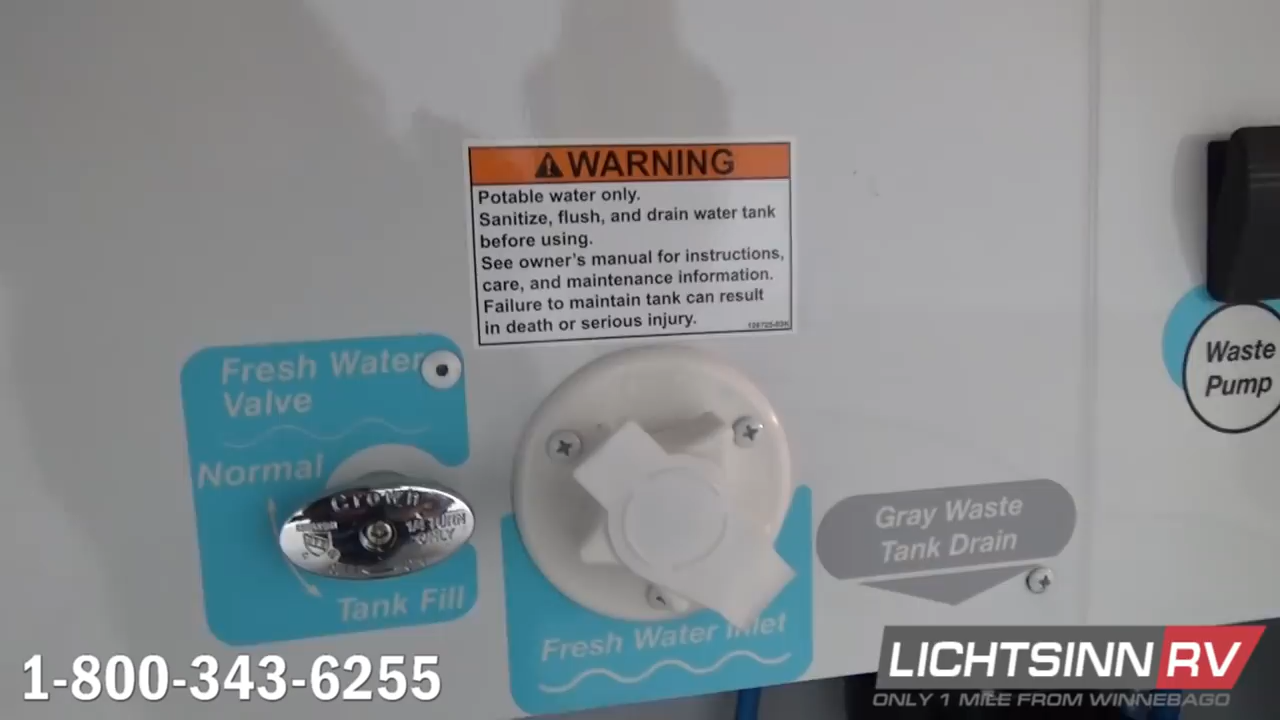 WARNING
Potable water only.
Sanitize, flush, and drain water tank
before using.
See owner's manual for instructions,
care, and maintenance information.
Failure to maintain tank can result
in death or serious injury.
Fresh Water
Valve
Normal
Crown
1/4 TURN
ONLY
Tank Fill
Fresh Water Inlet
Gray Waste
Tank Drain
Waste
Pump
1-800-343-6255
LICHTSINN RV
ONLY 1 MILE FROM WINNEBAGO